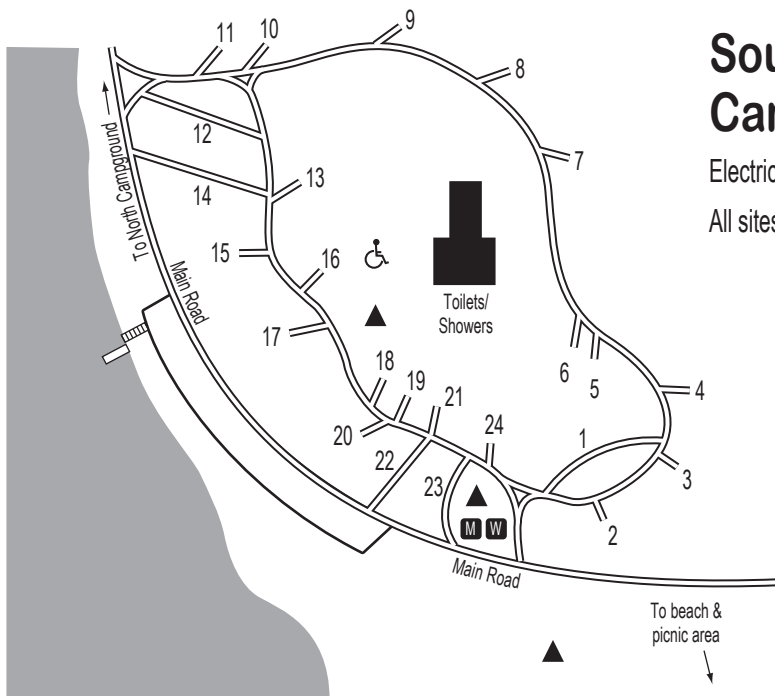 9
10
11
8
Sou
Car
12
7
Electric
All sites
To North Campground
13
14
15
16
Main Road
Toilets/
Showers
17
18
6
5
4
19
21
1
20
24
22
3
23
2
M W
Main Road
To beach &
picnic area